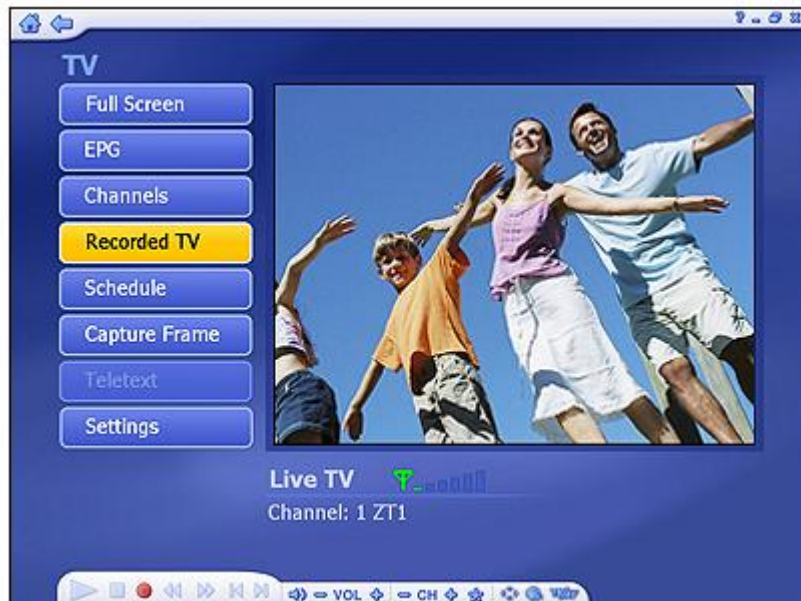 TV
Full Screen
EPG
Channels
Recorded TV
Schedule
Capture Frame
Teletext
Settings
Live TV
Channel: 1 ZT1
VOL
CH